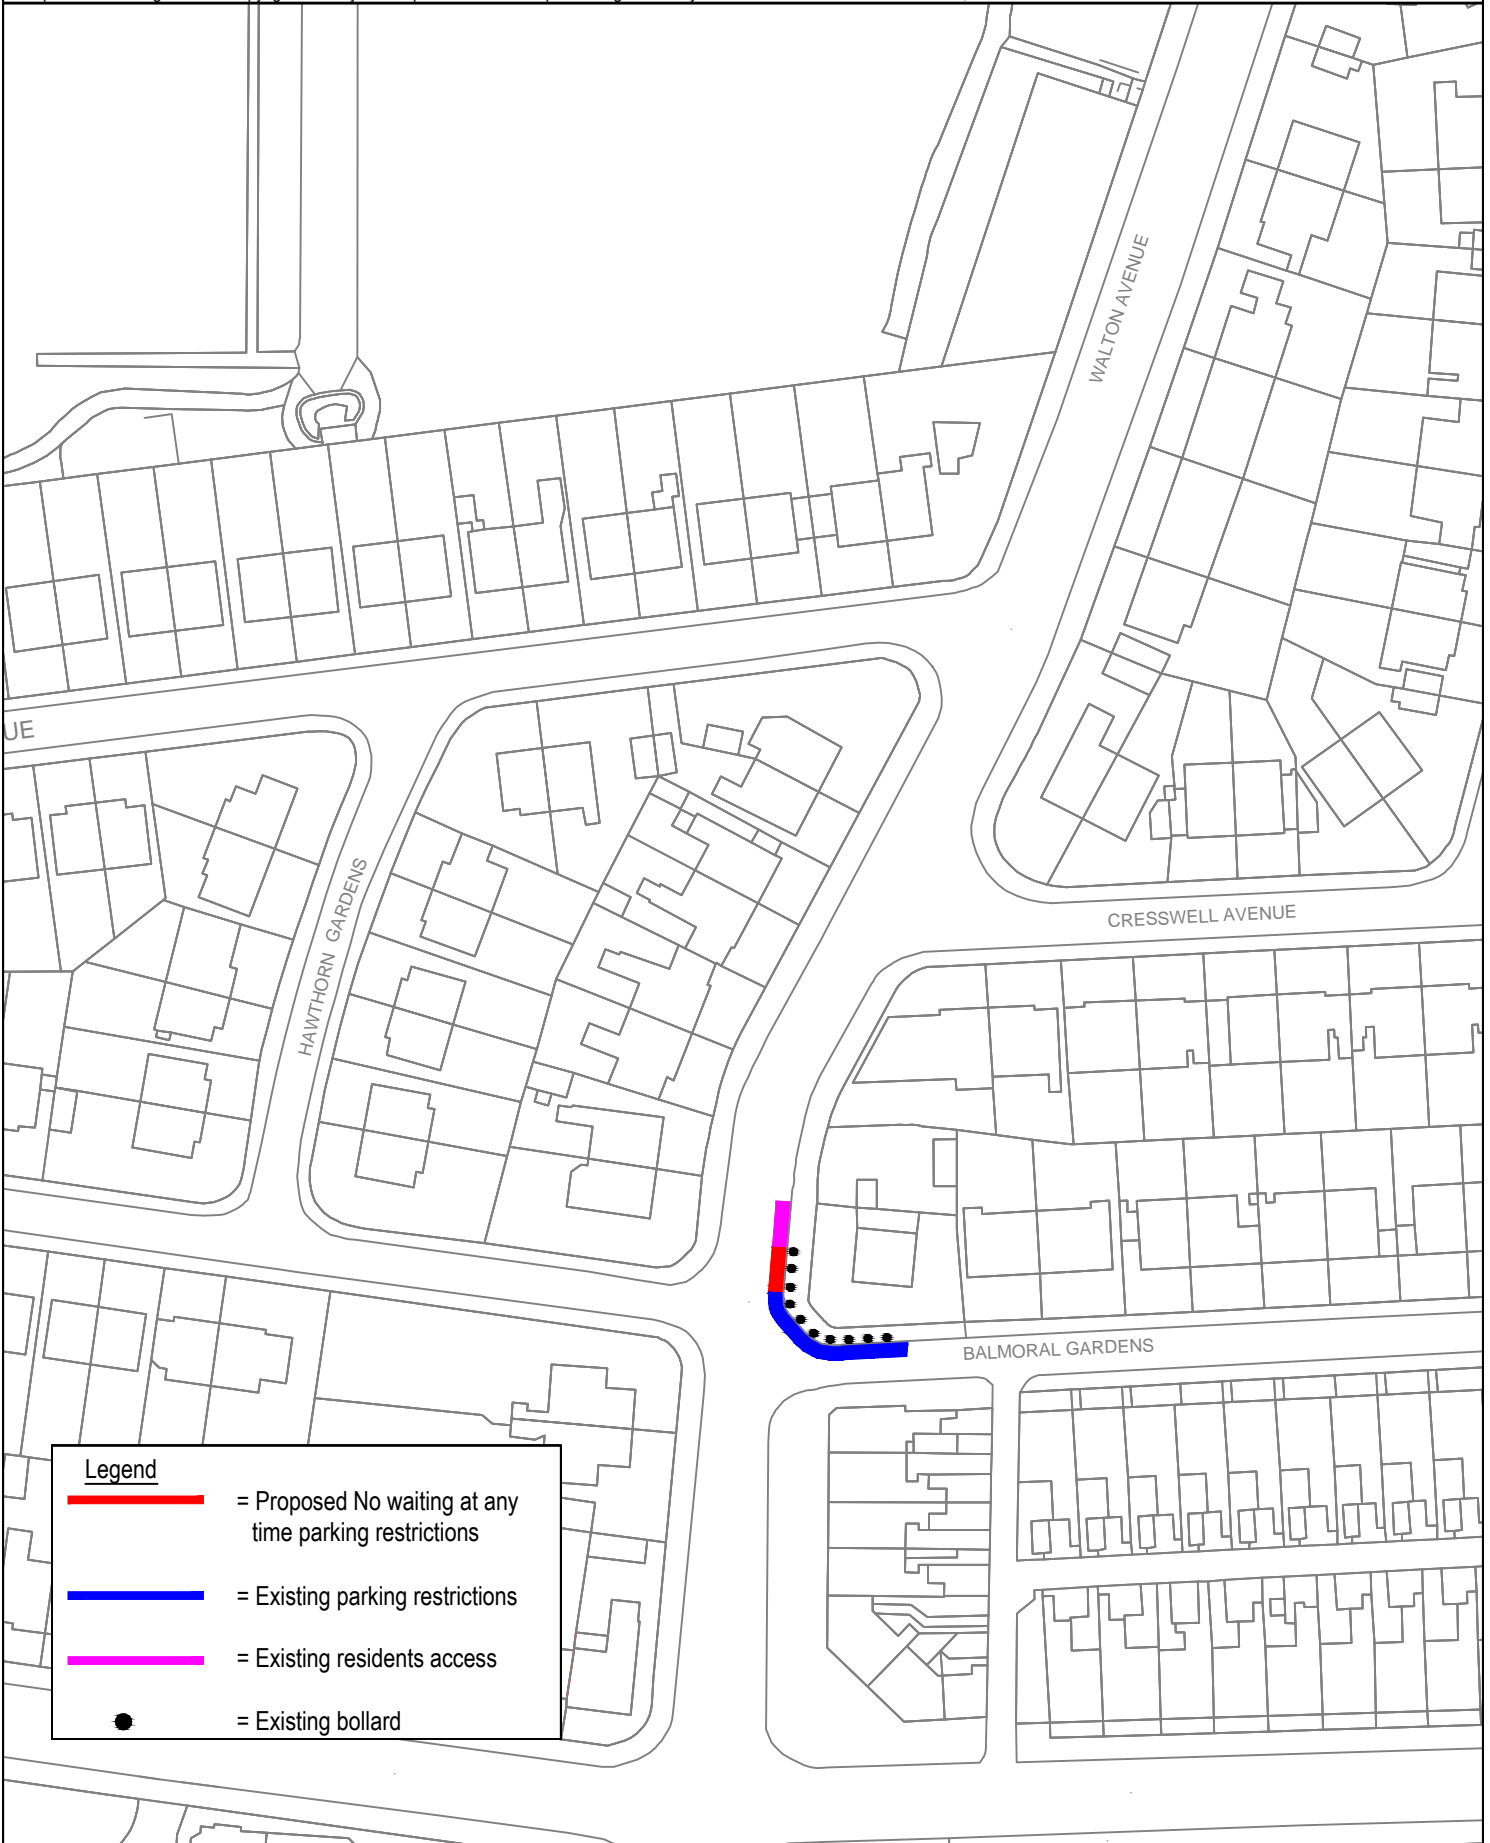 WALTON AVENUE
UE
HAWTHORN GARDENS
CRESSWELL AVENUE
BALMORAL GARDENS
Legend
= Proposed No waiting at any
time parking restrictions
= Existing parking restrictions
= Existing residents access
= Existing bollard